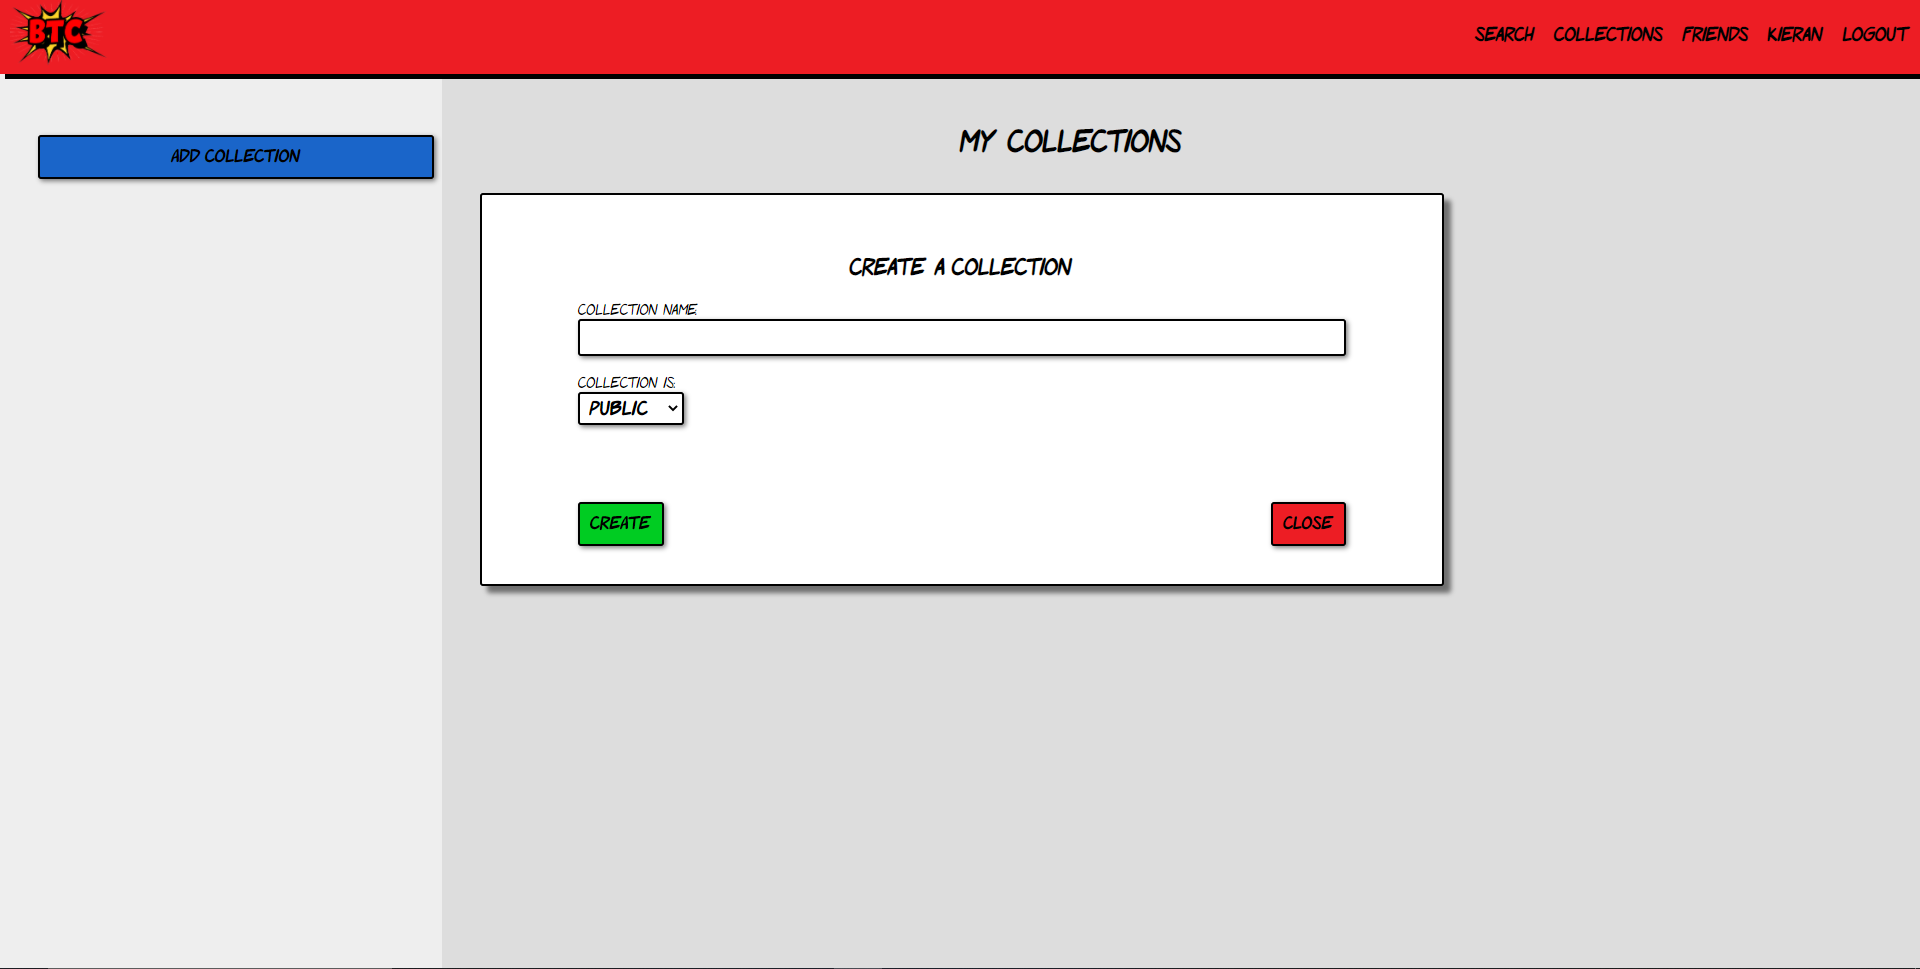 BTC
SEARCH COLLECTIONS FRIENDS KIERAN LOGOUT
ADD COLLECTION
MY COLLECTIONS
CREATE A COLLECTION
COLLECTION NAME:
COLLECTION IS:
PUBLIC
CREATE
CLOSE